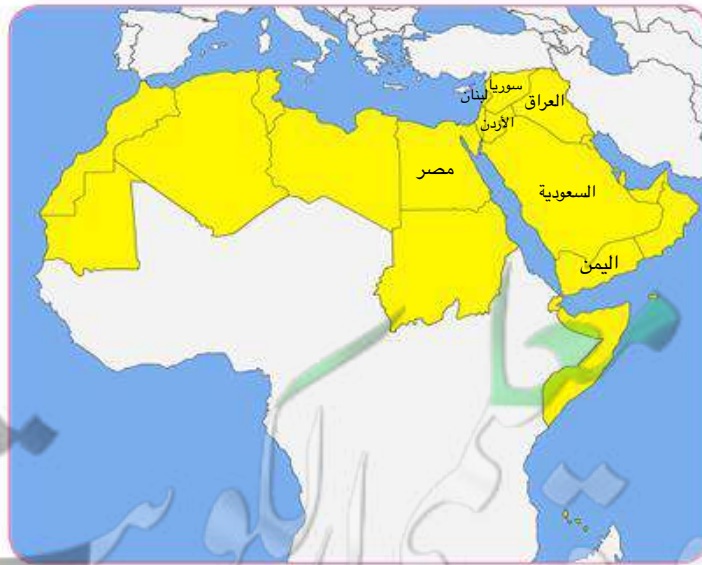 سوريا
لبنان
العراق
الأردن
مصر
السعودية
اليمن